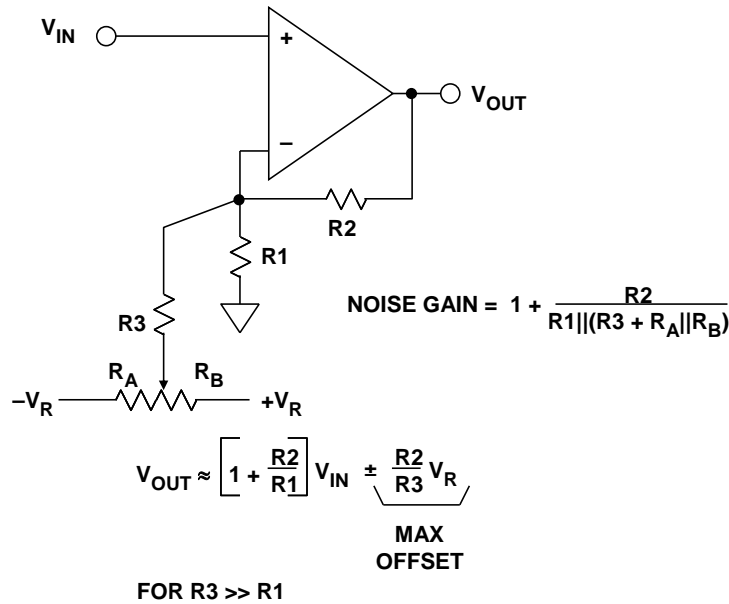 V_IN
+
V_OUT
−
R2
R1
NOISE GAIN = 1 + R2 / R1||(R3 + R_A||R_B)
R3
R_A R_B
−V_R +V_R
V_OUT ≈ [1 + R2/R1] V_IN ± R2/R3 V_R
MAX
OFFSET
FOR R3 >> R1